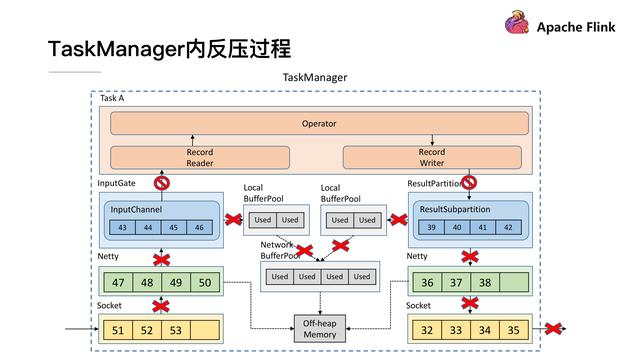 Apache Flink
TaskManager内反压过程
TaskManager
Task A
Operator
Record
Reader
Record
Writer
InputGate
ResultPartition
Local
BufferPool
Local
BufferPool
InputChannel
43 44 45 46
Used Used
Used Used
ResultSubpartition
39 40 41 42
Netty
47 48 49 50
Network
BufferPool
Used Used Used Used
Netty
36 37 38
Socket
51 52 53
Off-heap
Memory
Socket
32 33 34 35